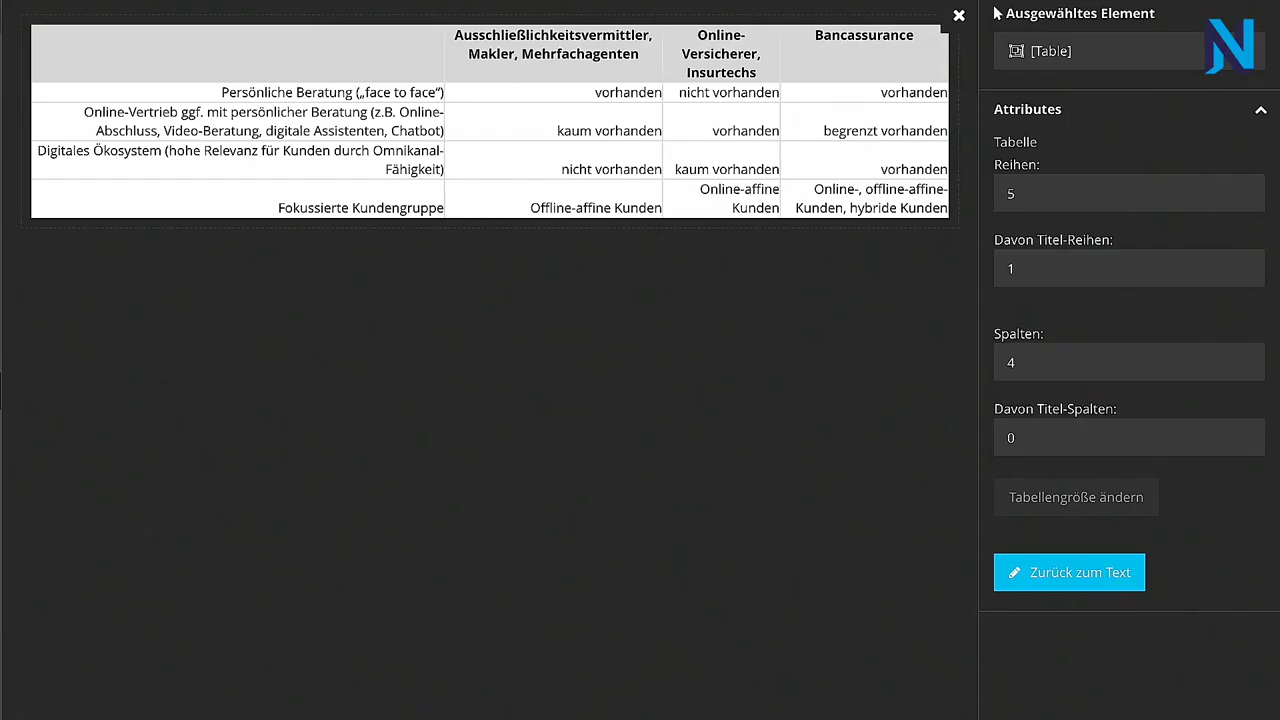 Ausschließlichkeitsvermittler,
Makler, Mehrfachagenten
Online-
Versicherer,
Insurtechs
Bancassurance
Persönliche Beratung („face to face“)
vorhanden
nicht vorhanden
vorhanden
Online-Vertrieb ggf. mit persönlicher Beratung (z.B. Online-
Abschluss, Video-Beratung, digitale Assistenten, Chatbot)
kaum vorhanden
vorhanden
begrenzt vorhanden
Digitales Ökosystem (hohe Relevanz für Kunden durch Omnikanal-
Fähigkeit)
nicht vorhanden
kaum vorhanden
vorhanden
Fokussierte Kundengruppe
Offline-affine Kunden
Online-affine
Kunden
Online-, offline-affine-
Kunden, hybride Kunden
Ausgewähltes Element
[Table]
N
Attributes
Tabelle
Reihen:
5
Davon Titel-Reihen:
1
Spalten:
4
Davon Titel-Spalten:
0
Tabellengröße ändern
Zurück zum Text